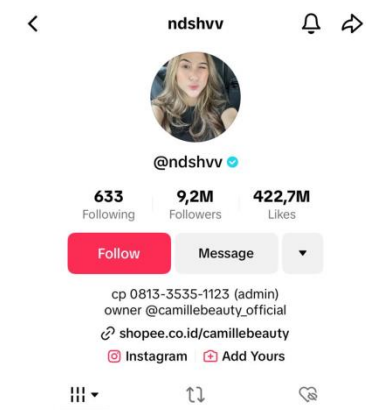 ndshvv
@ndshvv
633 9,2M 422,7M
Following Followers Likes
Follow Message
cp 0813-3535-1123 (admin)
owner @camillebeauty_official
shopee.co.id/camillebeauty
Instagram Add Yours